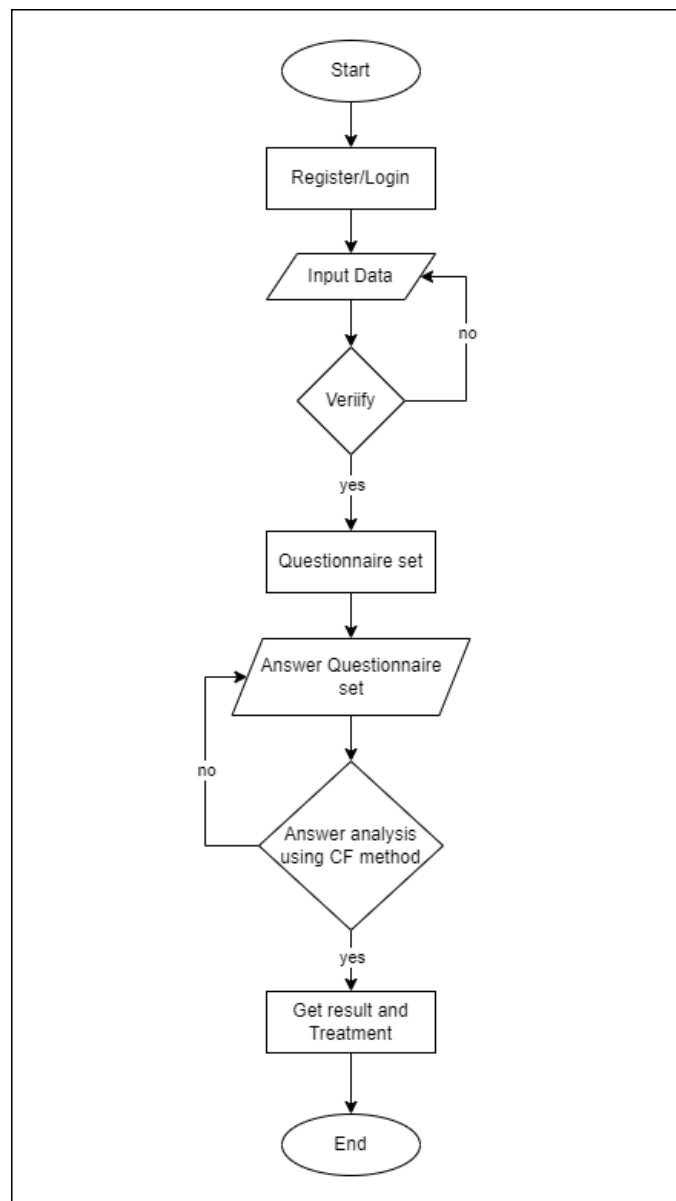 Start
Register/Login
Input Data
no
Veriify
yes
Questionnaire set
Answer Questionnaire
set
no
Answer analysis
using CF method
yes
Get result and
Treatment
End